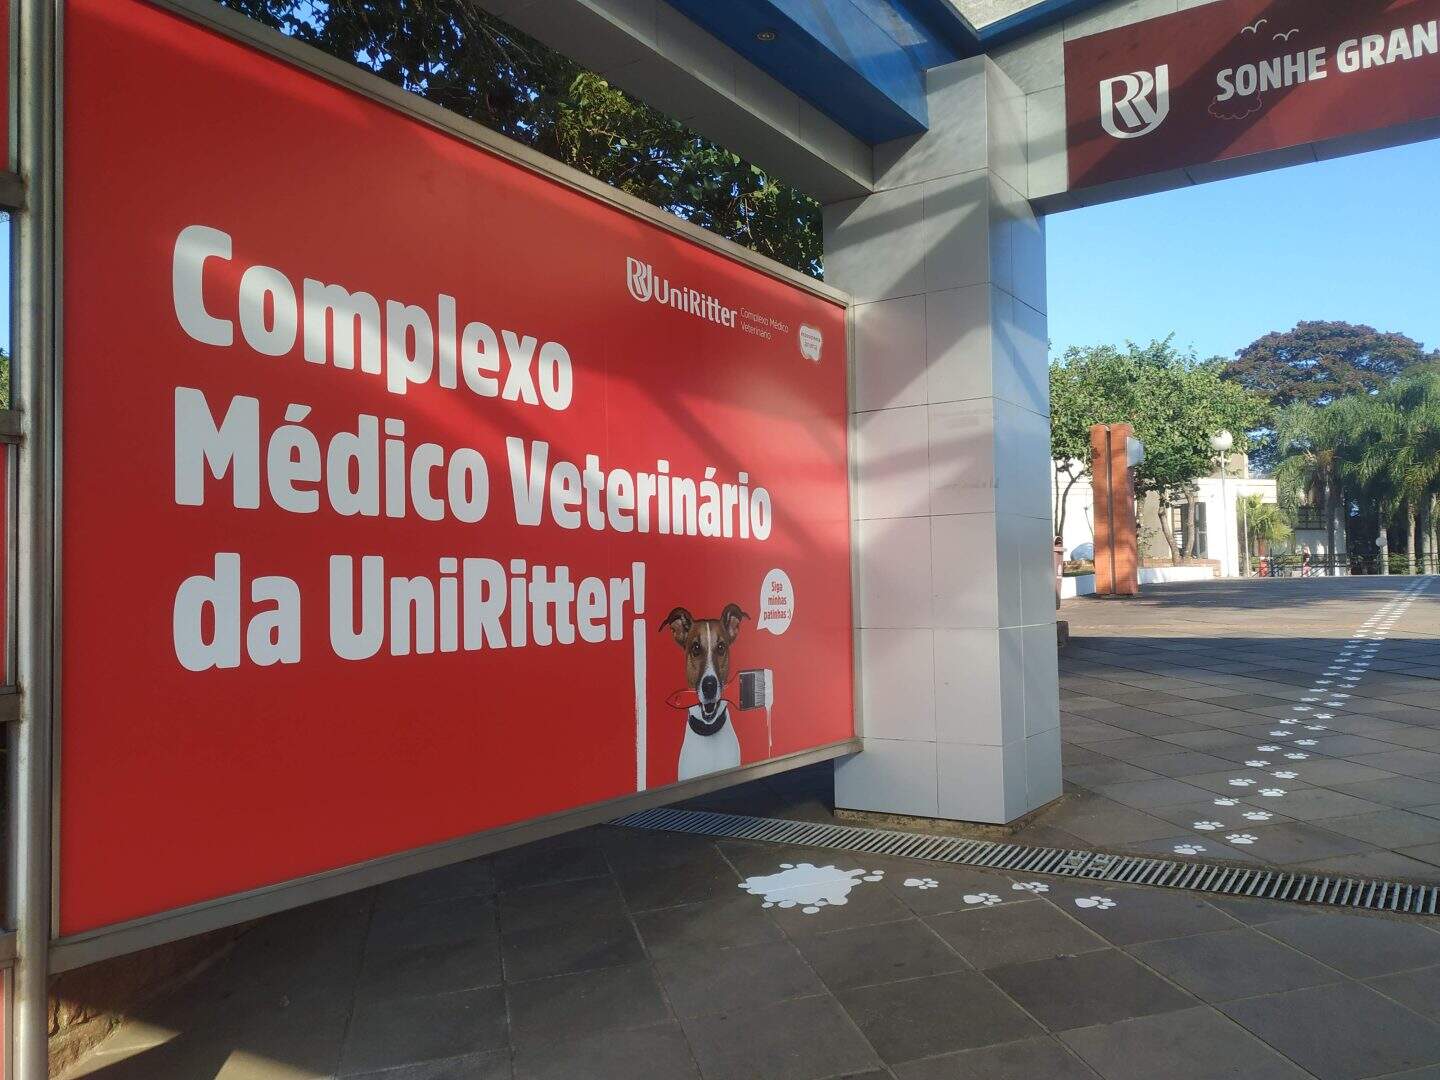 Complexo
Médico Veterinário
da UniRitter!
UniRitter
Complexo Médico
Veterinário
Siga
minhas
patinhas :)
SONHE GRAN